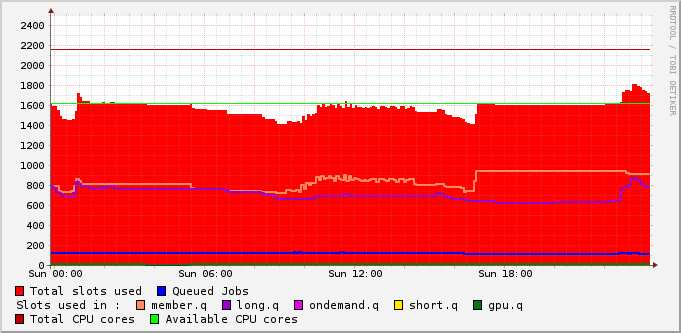 RRDTOOL / TOBI OETIKER
2400
2200
2000
1800
1600
1400
1200
1000
800
600
400
200
0
Sun 00:00 Sun 06:00 Sun 12:00 Sun 18:00
Total slots used Queued Jobs
Slots used in : member.q long.q ondemand.q short.q gpu.q
Total CPU cores Available CPU cores